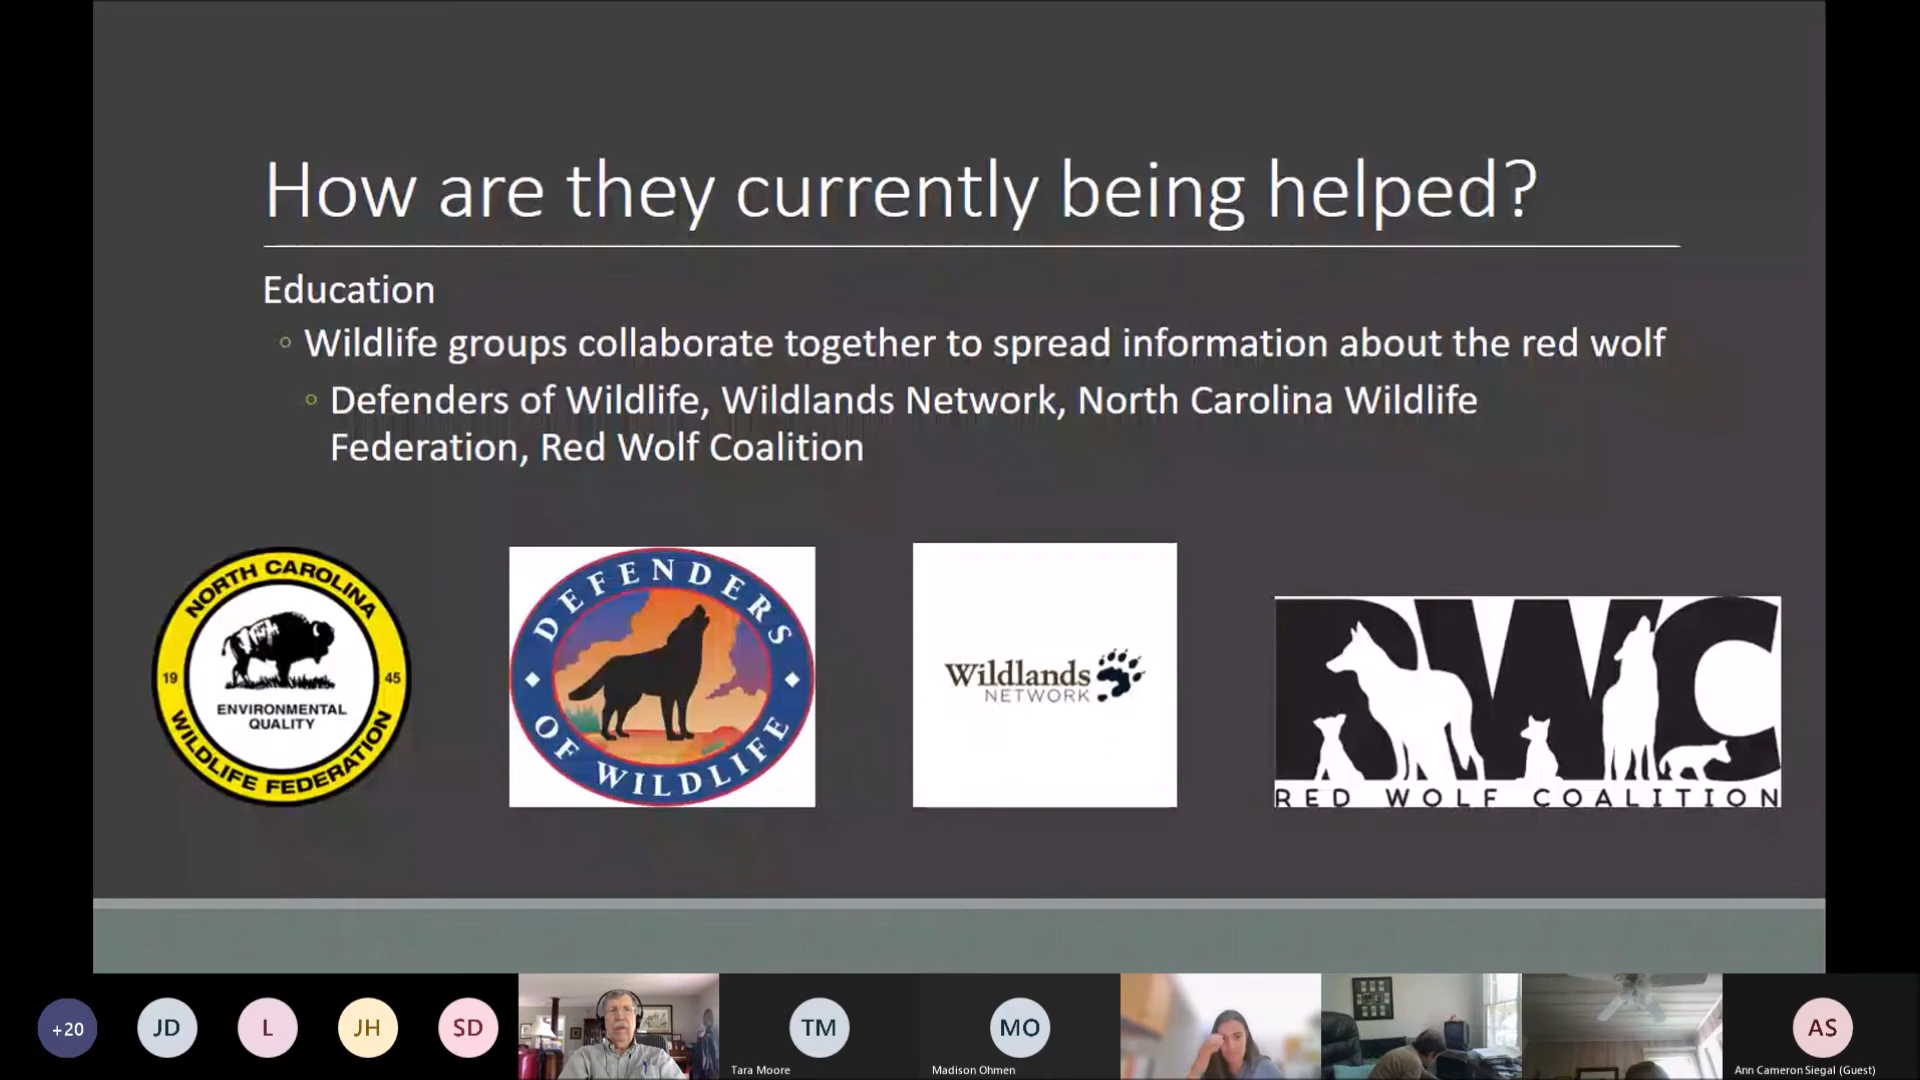 How are they currently being helped?
Education
Wildlife groups collaborate together to spread information about the red wolf
Defenders of Wildlife, Wildlands Network, North Carolina Wildlife
Federation, Red Wolf Coalition
NORTH CAROLINA
19 45
ENVIRONMENTAL
QUALITY
WILDLIFE FEDERATION
DEFENDERS
OF WILDLIFE
Wildlands
NETWORK
RWC
RED WOLF COALITION
+20
JD
L
JH
SD
TM
Tara Moore
MO
Madison Ohmen
AS
Ann Cameron Siegal (Guest)